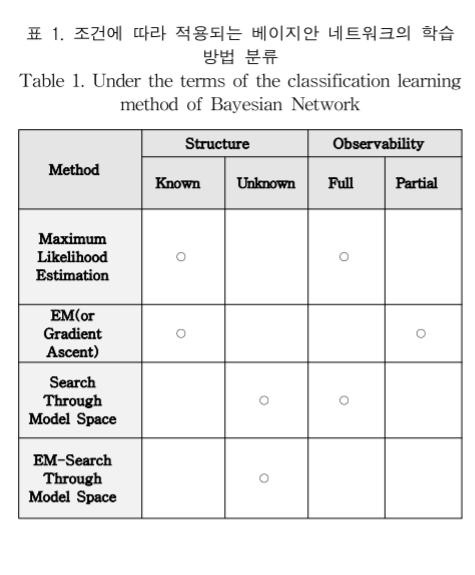 표 1. 조건에 따라 적용되는 베이지안 네트워크의 학습
방법 분류
Table 1. Under the terms of the classification learning
method of Bayesian Network
Method Structure Observability
Known Unknown Full Partial
Maximum
Likelihood
Estimation ○ ○
EM(or
Gradient
Ascent) ○ ○
Search
Through
Model Space ○ ○
EM-Search
Through
Model Space ○